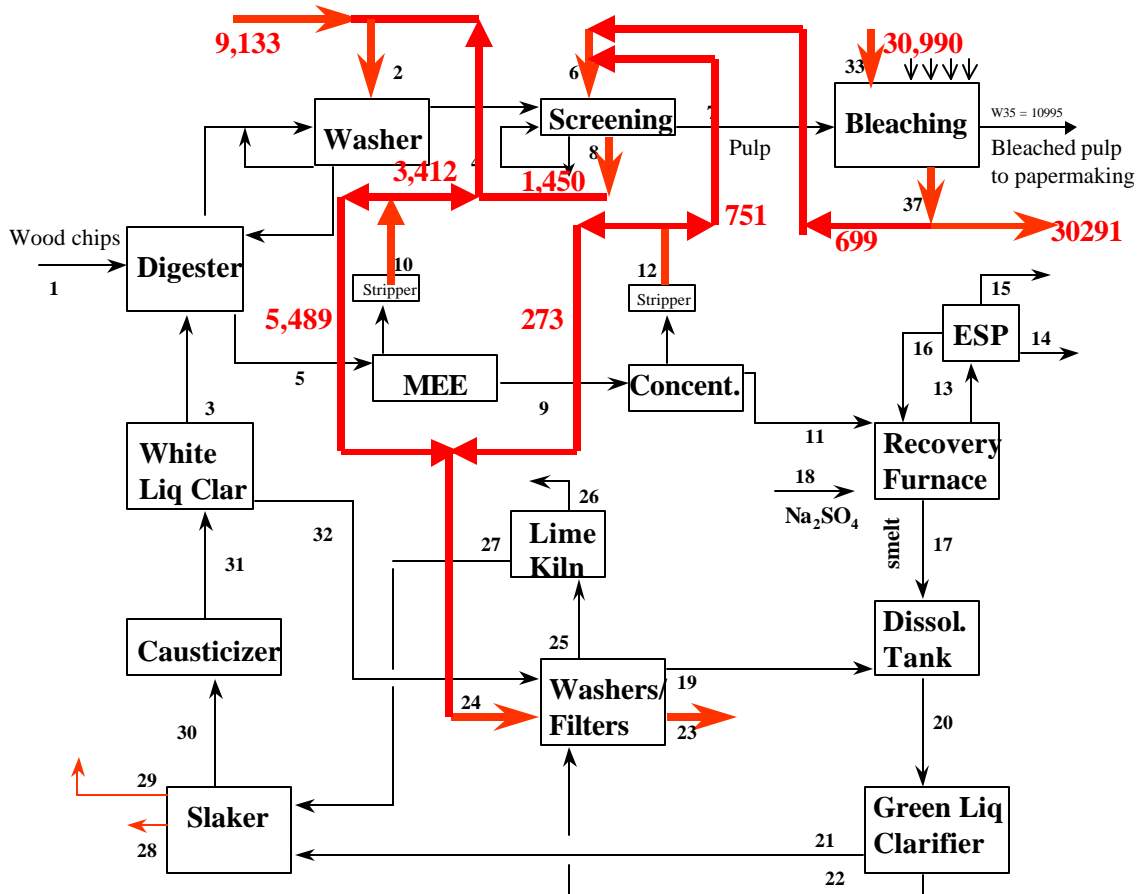 9,133
2
6
33
30,990
Washer
Screening
Bleaching
W35 = 10995
4
8
7
Pulp
Bleached pulp
to papermaking
3,412
1,450
37
751
699
30291
Wood chips
1
Digester
10
Stripper
12
Stripper
5,489
273
15
16
ESP
14
13
5
MEE
9
Concent.
11
3
White
Liq Clar
Recovery
Furnace
18
Na₂SO₄
32
26
27
Lime
Kiln
smelt
17
31
Causticizer
25
Dissol.
Tank
19
Washers/
Filters
24
23
20
30
29
Slaker
28
Green Liq
Clarifier
21
22